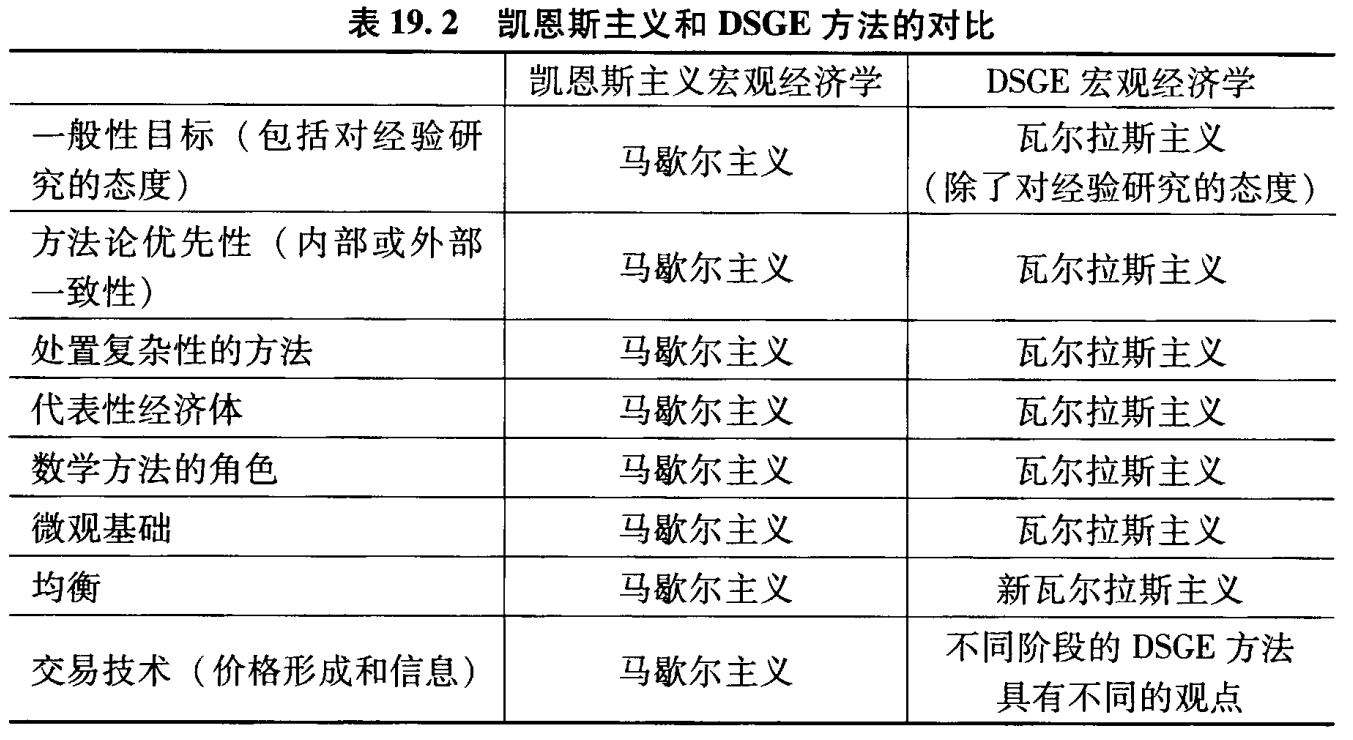 表 19.2 凯恩斯主义和 DSGE 方法的对比
凯恩斯主义宏观经济学 DSGE 宏观经济学
一般性目标（包括对经验研
究的态度）
马歇尔主义
瓦尔拉斯主义
（除了对经验研究的态度）
方法论优先性（内部或外部
一致性）
马歇尔主义
瓦尔拉斯主义
处置复杂性的方法 马歇尔主义 瓦尔拉斯主义
代表性经济体 马歇尔主义 瓦尔拉斯主义
数学方法的角色 马歇尔主义 瓦尔拉斯主义
微观基础 马歇尔主义 瓦尔拉斯主义
均衡 马歇尔主义 新瓦尔拉斯主义
交易技术（价格形成和信息） 马歇尔主义
不同阶段的 DSGE 方法
具有不同的观点